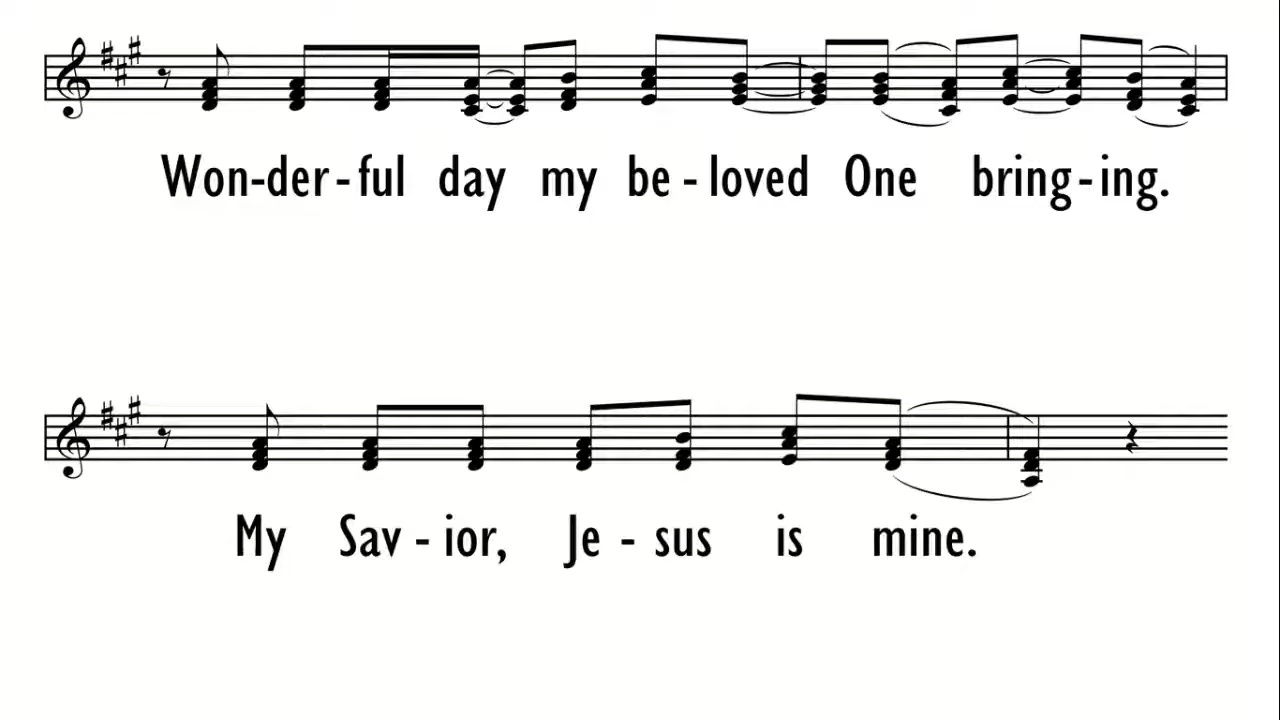 Won-der-ful day my be-loved One bring-ing.
My Sav-ior, Je-sus is mine.